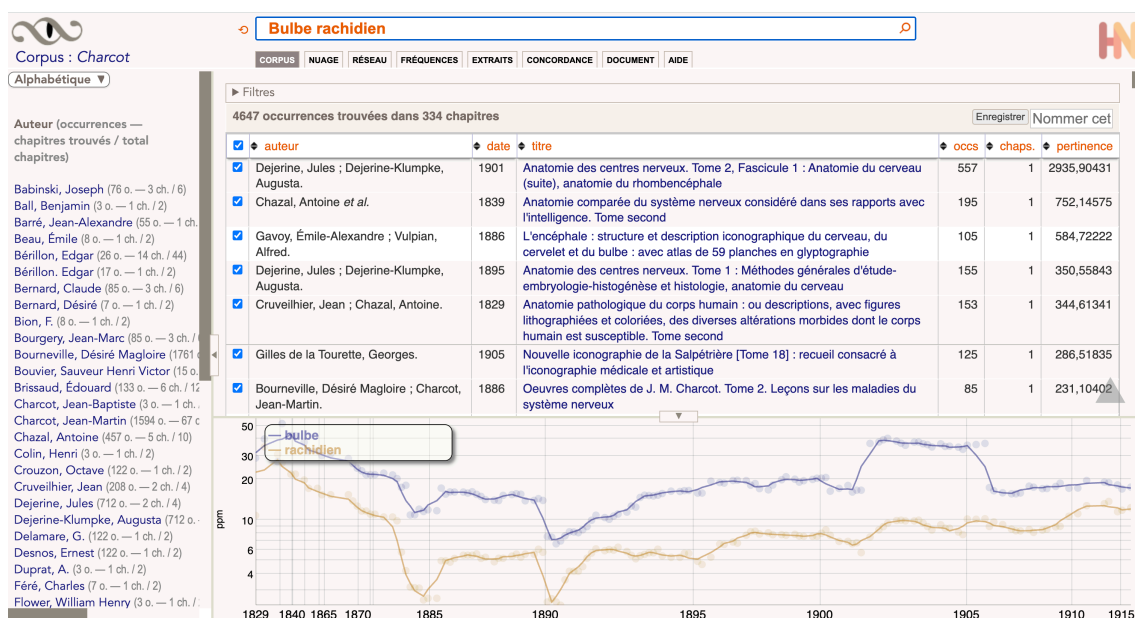 Bulbe rachidien
Corpus : Charcot
CORPUS NUAGE RÉSEAU FRÉQUENCES EXTRAITS CONCORDANCE DOCUMENT AIDE
HN
Alphabétique ▼
Auteur (occurrences —
chapitres trouvés / total
chapitres)
Babinski, Joseph (76 o. — 3 ch. / 6)
Ball, Benjamin (3 o. — 1 ch. / 2)
Barré, Jean-Alexandre (55 o. — 1 ch.
Beau, Émile (8 o. — 1 ch. / 2)
Bérillon, Edgar (26 o. — 14 ch. / 44)
Bérillon. Edgar (17 o. — 1 ch. / 2)
Bernard, Claude (85 o. — 3 ch. / 6)
Bernard, Désiré (7 o. — 1 ch. / 2)
Bion, F. (8 o. — 1 ch. / 2)
Bourgery, Jean-Marc (85 o. — 3 ch. /
Bourneville, Désiré Magloire (1761
Bouvier, Sauveur Henri Victor (15 o.
Brissaud, Édouard (133 o. — 6 ch. / 12
Charcot, Jean-Baptiste (3 o. — 1 ch.
Charcot, Jean-Martin (1594 o. — 67 c
Chazal, Antoine (457 o. — 5 ch. / 10)
Colin, Henri (3 o. — 1 ch. / 2)
Crouzon, Octave (122 o. — 1 ch. / 2)
Cruveilhier, Jean (208 o. — 2 ch. / 4)
Dejerine, Jules (712 o. — 2 ch. / 4)
Dejerine-Klumpke, Augusta (712 o. -
Delamare, G. (122 o. — 1 ch. / 2)
Desnos, Ernest (122 o. — 1 ch. / 2)
Duprat, A. (3 o. — 1 ch. / 2)
Féré, Charles (7 o. — 1 ch. / 2)
Flower, William Henry (3 o. — 1 ch. /
▶ Filtres
4647 occurrences trouvées dans 334 chapitres Enregistrer Nommer cet
auteur date titre occs chaps. pertinence
Dejerine, Jules ; Dejerine-Klumpke, 1901 Anatomie des centres nerveux. Tome 2, Fascicule 1 : Anatomie du cerveau 557 1 2935,90431
Augusta. (suite), anatomie du rhombencéphale
Chazal, Antoine et al. 1839 Anatomie comparée du système nerveux considéré dans ses rapports avec 195 1 752,14575
l'intelligence. Tome second
Gavoy, Émile-Alexandre ; Vulpian, 1886 L'encéphale : structure et description iconographique du cerveau, du 105 1 584,72222
Alfred. cervelet et du bulbe : avec atlas de 59 planches en glyptographie
Dejerine, Jules ; Dejerine-Klumpke, 1895 Anatomie des centres nerveux. Tome 1 : Méthodes générales d'étude- 155 1 350,55843
Augusta. embryologie-histogénèse et histologie, anatomie du cerveau
Cruveilhier, Jean ; Chazal, Antoine. 1829 Anatomie pathologique du corps humain : ou descriptions, avec figures 153 1 344,61341
lithographiées et coloriées, des diverses altérations morbides dont le corps
humain est susceptible. Tome second
Gilles de la Tourette, Georges. 1905 Nouvelle iconographie de la Salpétrière [Tome 18] : recueil consacré à 125 1 286,51835
l'iconographie médicale et artistique
Bourneville, Désiré Magloire ; Charcot, 1886 Oeuvres complètes de J. M. Charcot. Tome 2. Leçons sur les maladies du 85 1 231,10402
Jean-Martin. système nerveux
bulbe
rachidien
50
30
20
10
6
4
ppm
1829 1840 1865 1870 1885 1890 1895 1900 1905 1910 1915